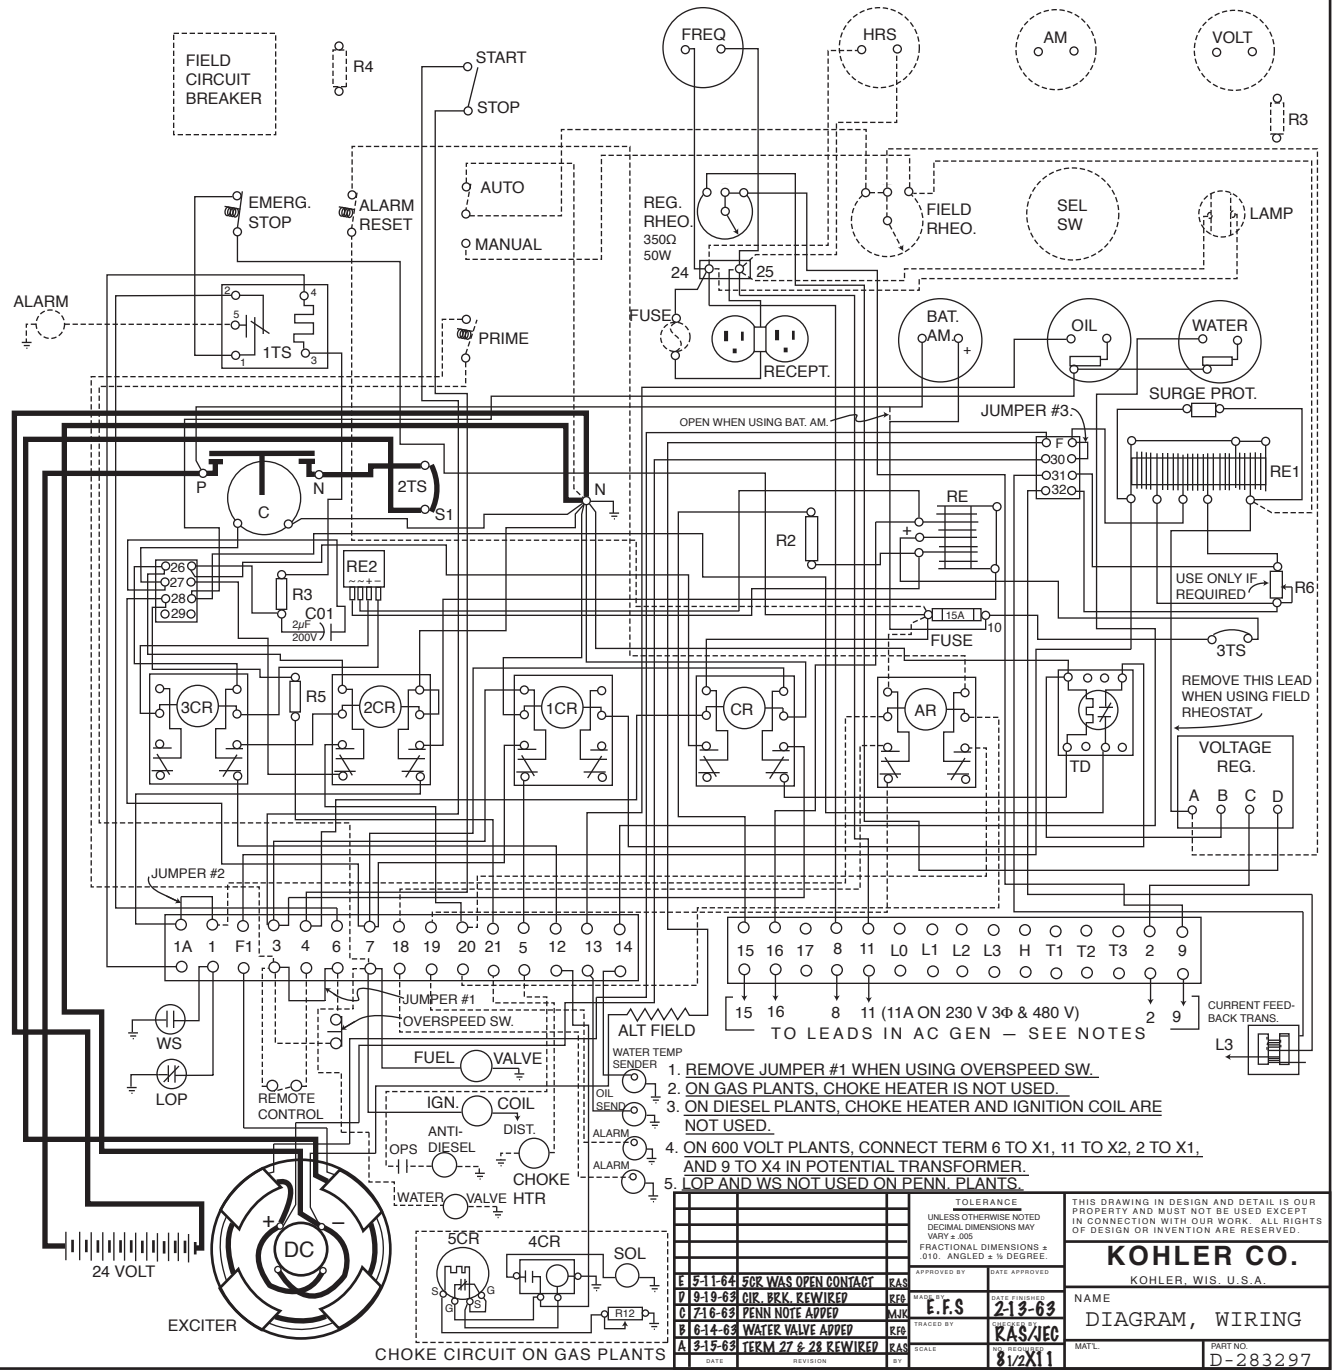 FIELD
CIRCUIT
BREAKER
R4
START
STOP
FREQ
HRS
AM
VOLT
R3
EMERG.
STOP
ALARM
RESET
AUTO
MANUAL
REG.
RHEO.
350Ω
50W
24
25
FIELD
RHEO.
SEL
SW
LAMP
ALARM
2
4
5
1
1TS
3
PRIME
FUSE
RECEPT.
BAT.
AM.
+
OIL
WATER
SURGE PROT.
OPEN WHEN USING BAT. AM.
JUMPER #3
F
30
31
32
RE1
P
N
C
2TS
S1
N
R2
RE
+
USE ONLY IF
REQUIRED
R6
26
27
28
29
RE2
~~+-
R3
C01
2µF
200V
15A
10
FUSE
3TS
3CR
R5
2CR
1CR
CR
AR
TD
REMOVE THIS LEAD
WHEN USING FIELD
RHEOSTAT
VOLTAGE
REG.
A B C D
JUMPER #2
1A 1 F1 3 4 6 7 18 19 20 21 5 12 13 14
15 16 17 8 11 L0 L1 L2 L3 H T1 T2 T3 2 9
JUMPER #1
OVERSPEED SW.
WS
LOP
REMOTE
CONTROL
FUEL VALVE
IGN. COIL
DIST.
ANTI-
DIESEL
OPS
CHOKE
HTR
WATER VALVE
ALT FIELD
WATER TEMP
SENDER
OIL
SEND
ALARM
ALARM
15 16 8 11 (11A ON 230 V 3Φ & 480 V) 2 9
TO LEADS IN AC GEN — SEE NOTES
CURRENT FEED-
BACK TRANS.
L3
1. REMOVE JUMPER #1 WHEN USING OVERSPEED SW.
2. ON GAS PLANTS, CHOKE HEATER IS NOT USED.
3. ON DIESEL PLANTS, CHOKE HEATER AND IGNITION COIL ARE
NOT USED.
4. ON 600 VOLT PLANTS, CONNECT TERM 6 TO X1, 11 TO X2, 2 TO X1,
AND 9 TO X4 IN POTENTIAL TRANSFORMER.
5. LOP AND WS NOT USED ON PENN. PLANTS.
+ −
DC
24 VOLT
EXCITER
5CR
4CR
SOL
S
G
S
G
R12
CHOKE CIRCUIT ON GAS PLANTS
E 5-11-64 5CR WAS OPEN CONTACT RAS
D 9-19-63 CIR. BRK. REWIRED RFG
C 7-16-63 PENN NOTE ADDED MJK
B 6-14-63 WATER VALVE ADDED RFG
A 3-15-63 TERM 27 & 28 REWIRED RAS
DATE REVISION BY
TOLERANCE
UNLESS OTHERWISE NOTED
DECIMAL DIMENSIONS MAY
VARY ± .005
FRACTIONAL DIMENSIONS ±
.010. ANGLED ± ½ DEGREE.
APPROVED BY
DATE APPROVED
MADE BY
E.F.S
DATE FINISHED
2-13-63
TRACED BY
CHECKED BY
RAS/JEC
SCALE
NO. REQUIRED
8 1/2X11
THIS DRAWING IN DESIGN AND DETAIL IS OUR
PROPERTY AND MUST NOT BE USED EXCEPT
IN CONNECTION WITH OUR WORK. ALL RIGHTS
OF DESIGN OR INVENTION ARE RESERVED.
KOHLER CO.
KOHLER, WIS. U.S.A.
NAME
DIAGRAM, WIRING
MAT'L.
PART NO.
D-283297